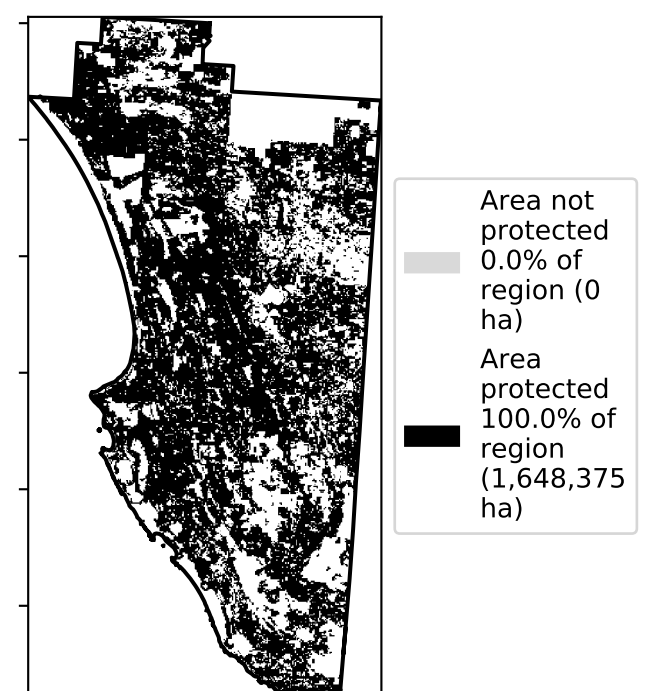 Area not
protected
0.0% of
region (0
ha)
Area
protected
100.0% of
region
(1,648,375
ha)